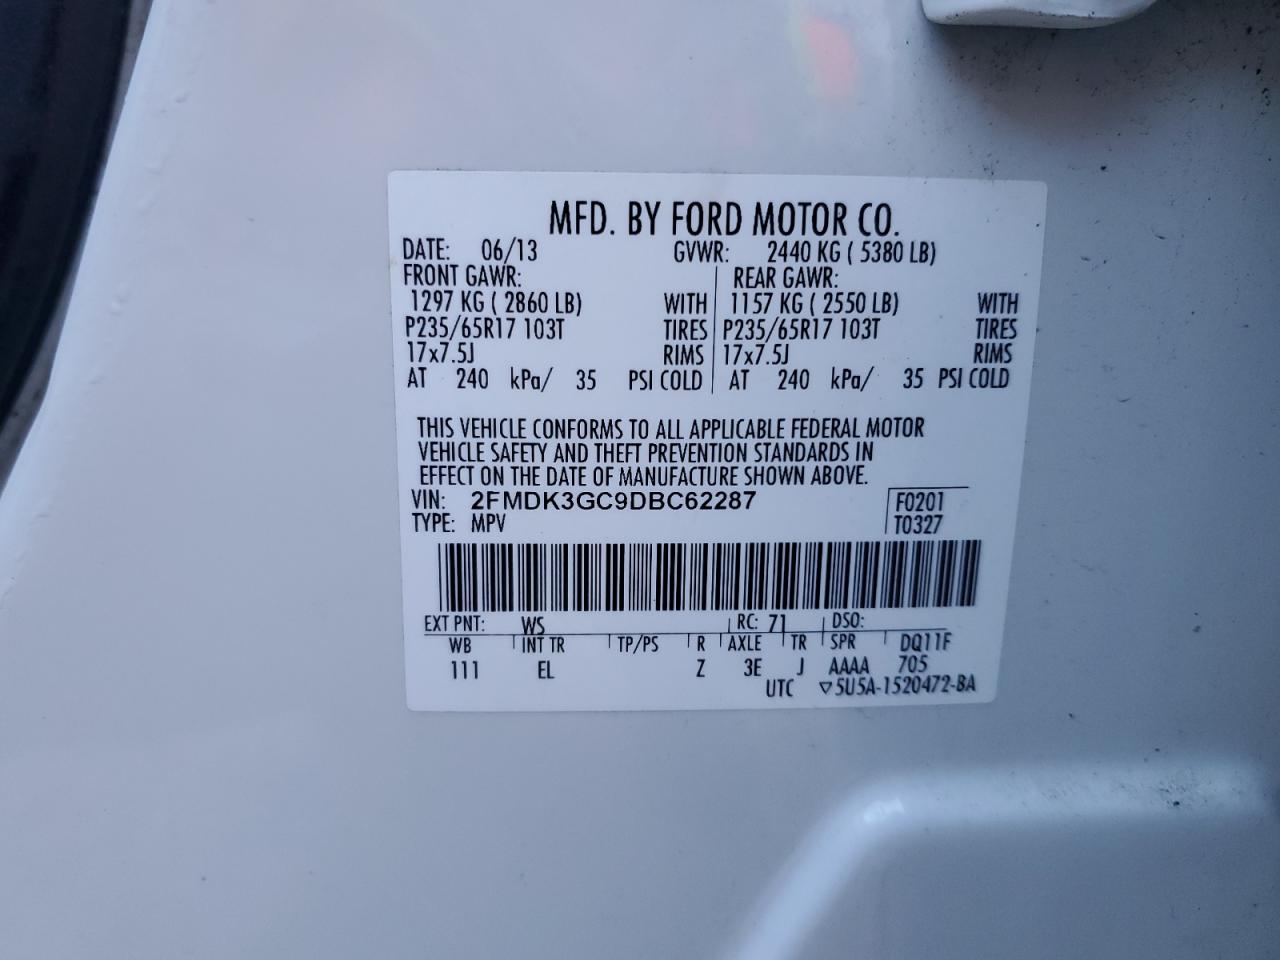 MFD. BY FORD MOTOR CO.
DATE: 06/13 GVWR: 2440 KG ( 5380 LB)
FRONT GAWR: REAR GAWR:
1297 KG ( 2860 LB) WITH 1157 KG ( 2550 LB) WITH
P235/65R17 103T TIRES P235/65R17 103T TIRES
17x7.5J RIMS 17x7.5J RIMS
AT 240 kPa/ 35 PSI COLD AT 240 kPa/ 35 PSI COLD
THIS VEHICLE CONFORMS TO ALL APPLICABLE FEDERAL MOTOR
VEHICLE SAFETY AND THEFT PREVENTION STANDARDS IN
EFFECT ON THE DATE OF MANUFACTURE SHOWN ABOVE.
VIN: 2FMDK3GC9DBC62287 F0201
TYPE: MPV T0327
EXT PNT: WS RC: 71 DSO:
WB INT TR TP/PS R AXLE TR SPR DQ11F
111 EL Z 3E J AAAA 705
UTC ▽5U5A-1520472-BA